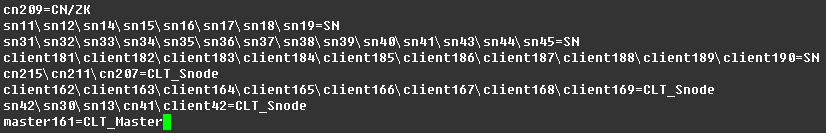 cn209=CN/ZK
sn11\sn12\sn14\sn15\sn16\sn17\sn18\sn19=SN
sn31\sn32\sn33\sn34\sn35\sn36\sn37\sn38\sn39\sn40\sn41\sn43\sn44\sn45=SN
client181\client182\client183\client184\client185\client186\client187\client188\client189\client190=SN
cn215\cn211\cn207=CLT_Snode
client162\client163\client164\client165\client166\client167\client168\client169=CLT_Snode
sn42\sn30\sn13\cn41\client42=CLT_Snode
master161=CLT_Master